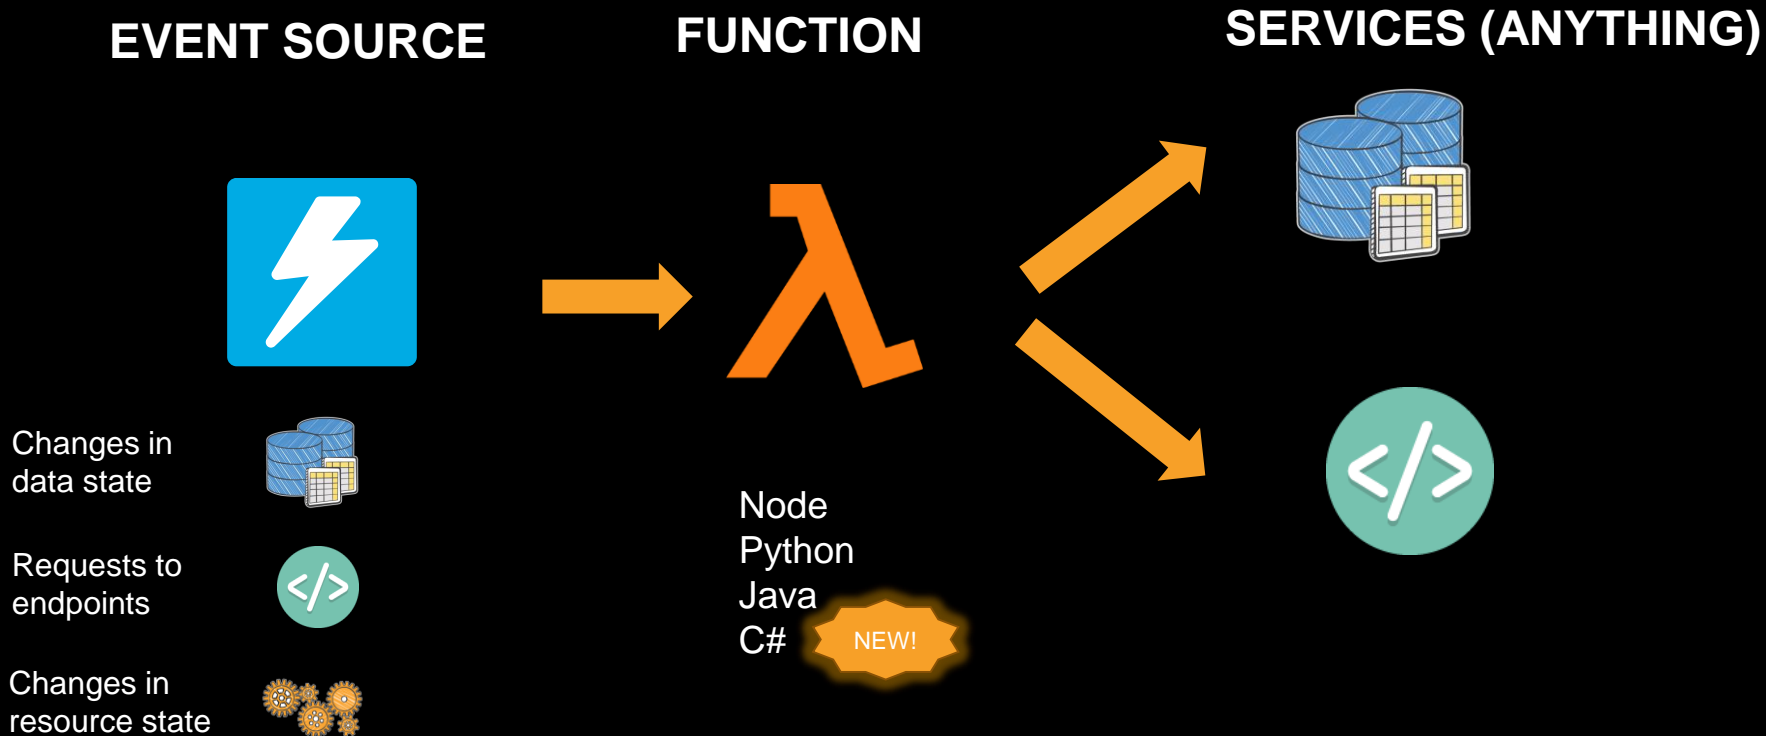 EVENT SOURCE
FUNCTION
SERVICES (ANYTHING)
Changes in
data state
Requests to
endpoints
Changes in
resource state
Node
Python
Java
C#
NEW!